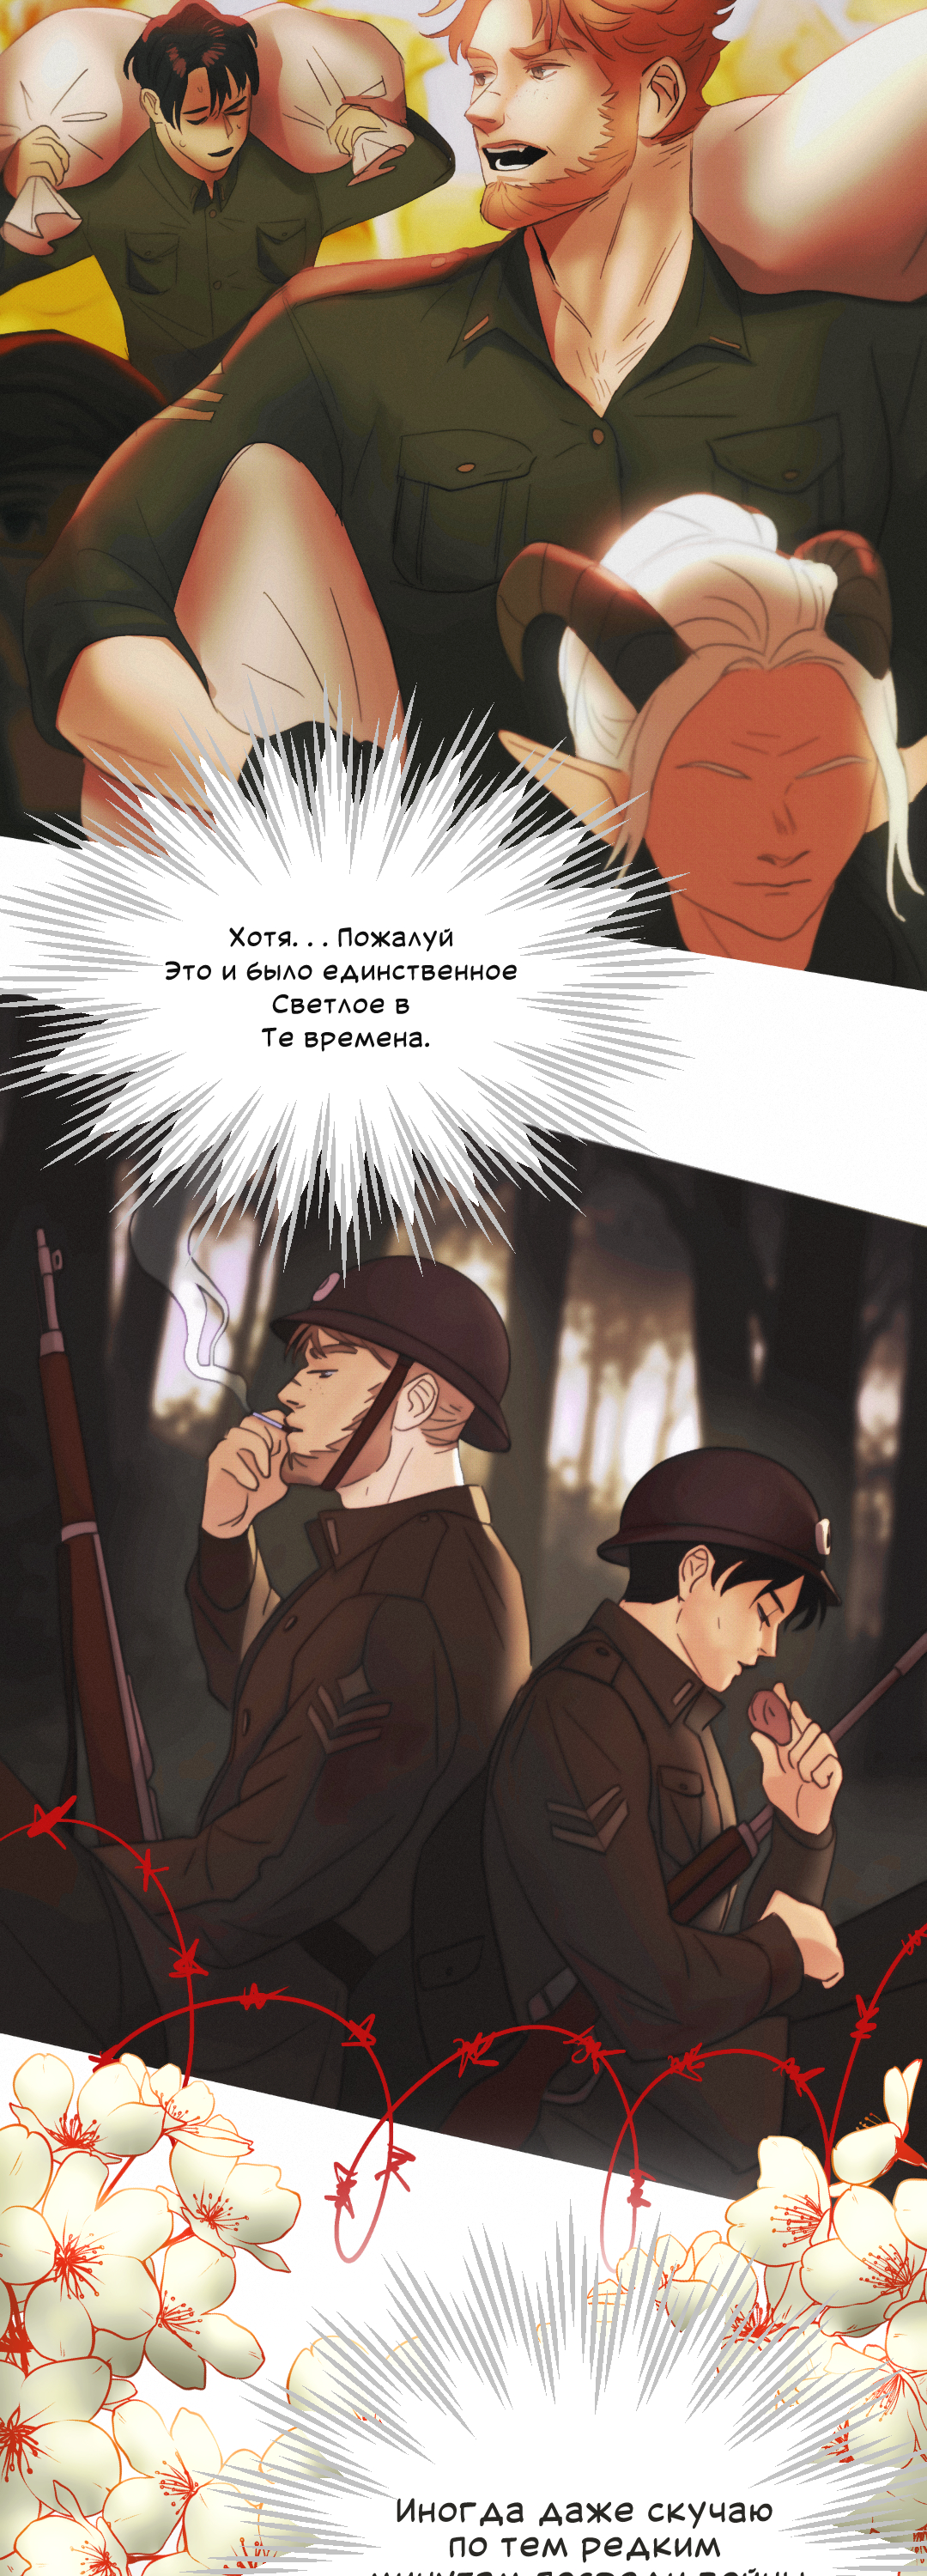 Хотя... Пожалуй
Это и было единственное
Светлое в
Те времена.
Иногда даже скучаю
по тем редким